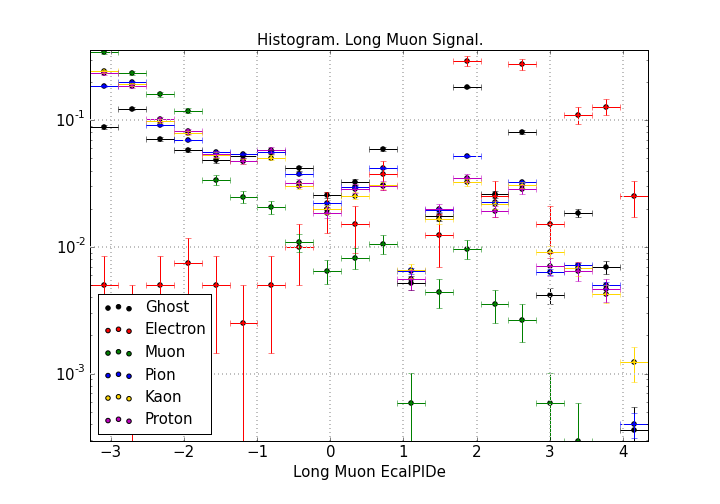 Histogram. Long Muon Signal.
10⁻¹
10⁻²
10⁻³
Ghost
Electron
Muon
Pion
Kaon
Proton
−3 −2 −1 0 1 2 3 4
Long Muon EcalPIDe